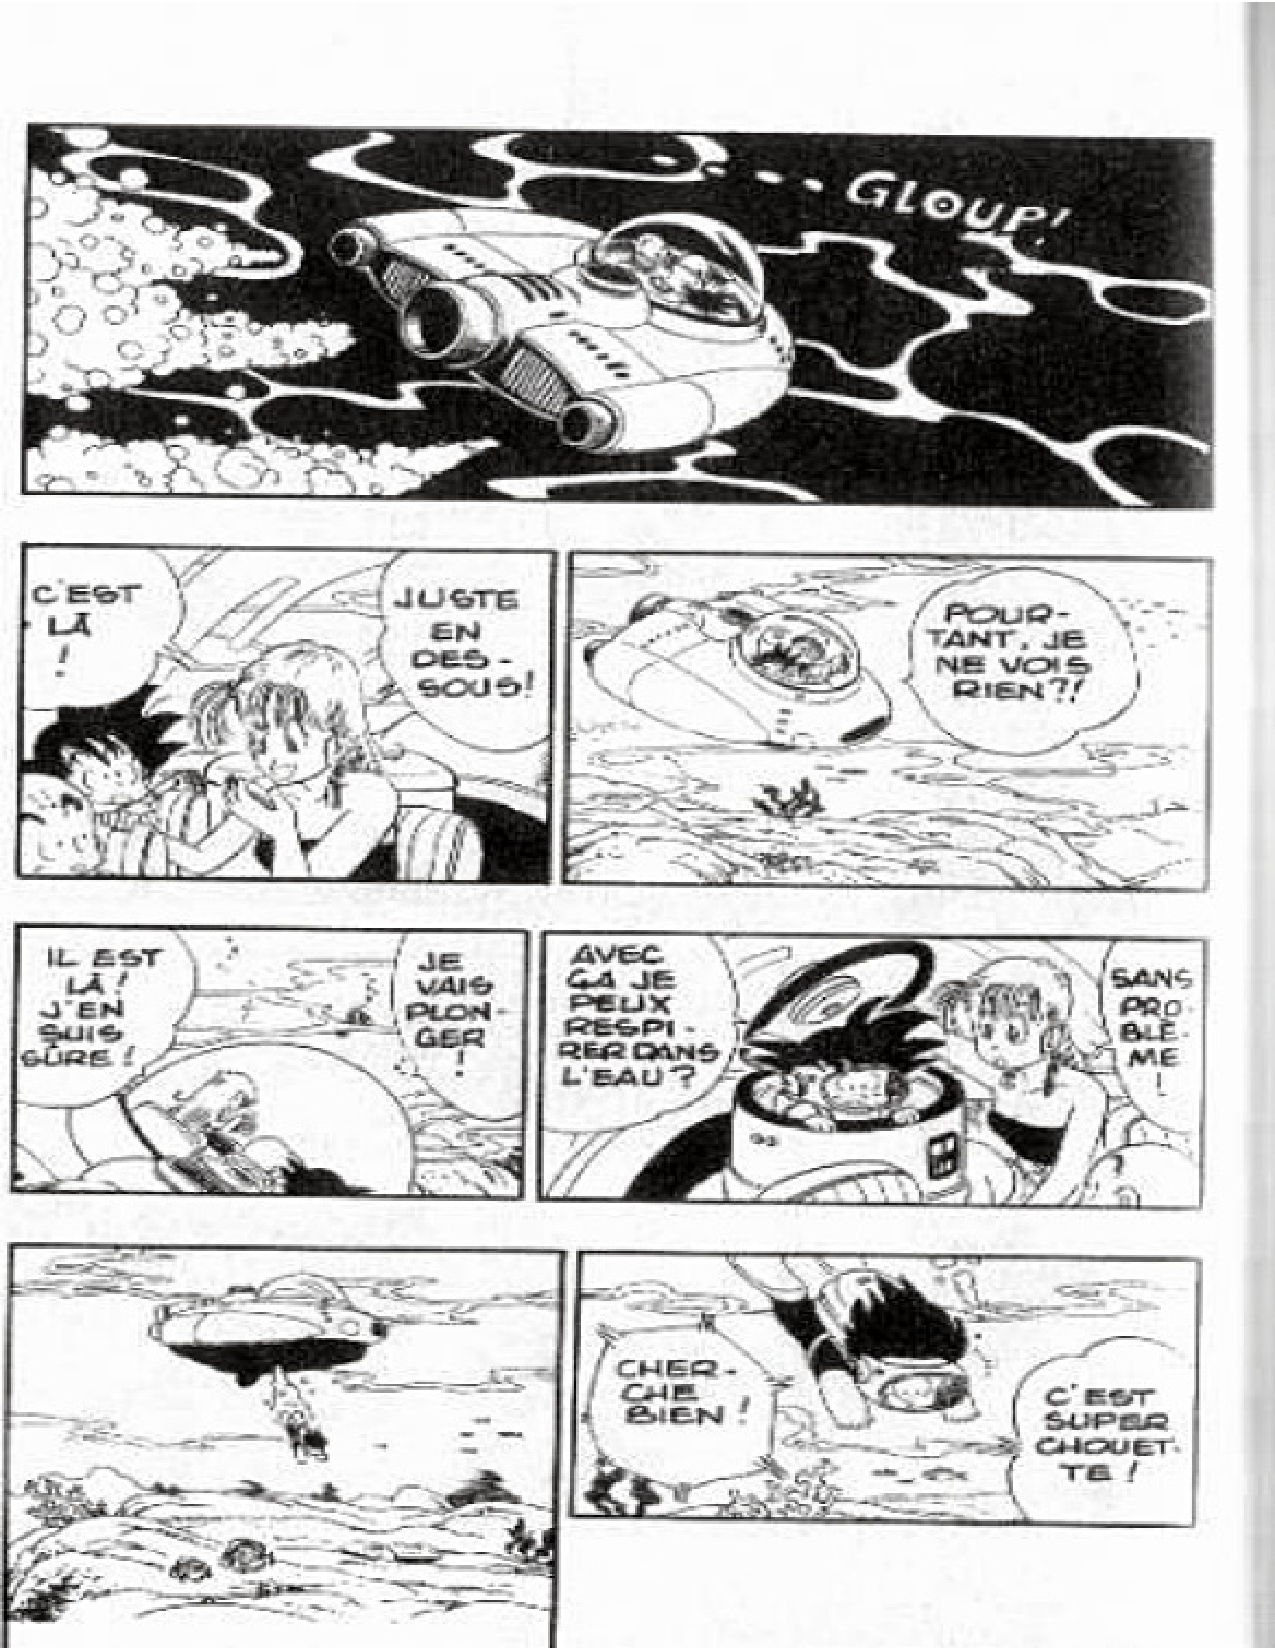 GLOUP!
C'EST
LÀ
!
JUSTE
EN
DES-
SOUS!
POUR-
TANT, JE
NE VOIS
RIEN?!
IL EST
LÀ!
J'EN
SUIS
SÛRE!
JE
VAIS
PLON-
GER
!
AVEC
ÇA JE
PEUX
RESPI-
RER DANS
L'EAU?
SANS
PRO-
BLÈ-
ME
!
CHER-
CHE
BIEN!
C'EST
SUPER
CHOUET-
TE!